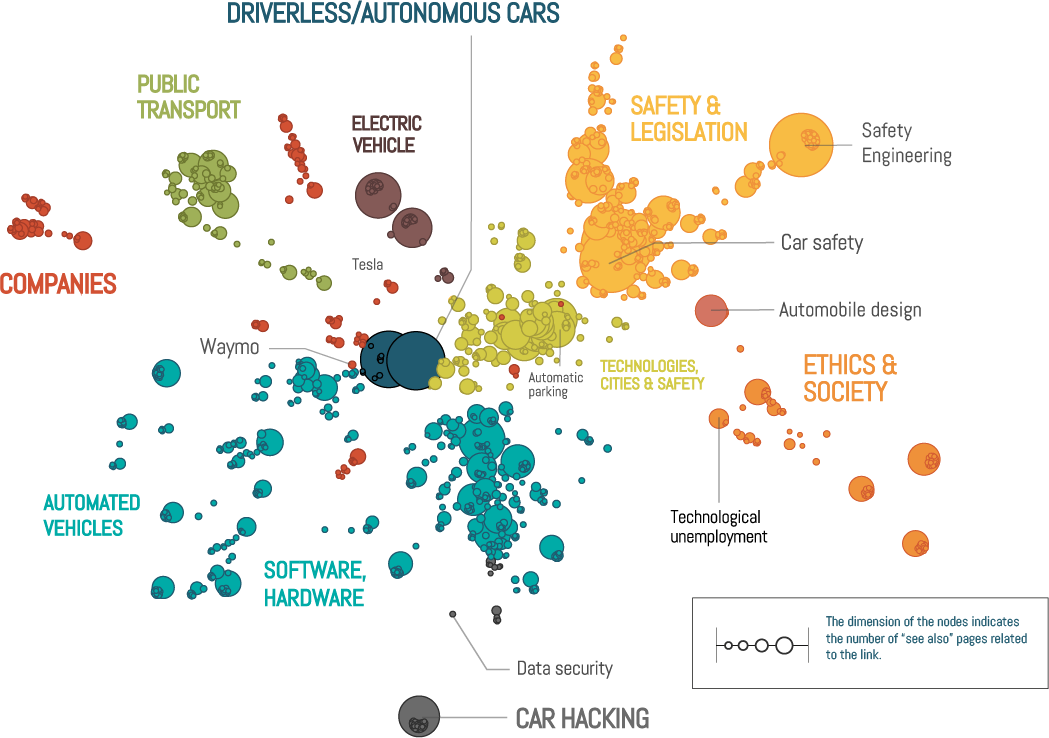 DRIVERLESS/AUTONOMOUS CARS
PUBLIC
TRANSPORT
ELECTRIC
VEHICLE
SAFETY &
LEGISLATION
Safety
Engineering
Car safety
Tesla
COMPANIES
Automobile design
Waymo
Automatic
parking
TECHNOLOGIES,
CITIES & SAFETY
ETHICS &
SOCIETY
AUTOMATED
VEHICLES
Technological
unemployment
SOFTWARE,
HARDWARE
The dimension of the nodes indicates
the number of “see also” pages related
to the link.
Data security
CAR HACKING